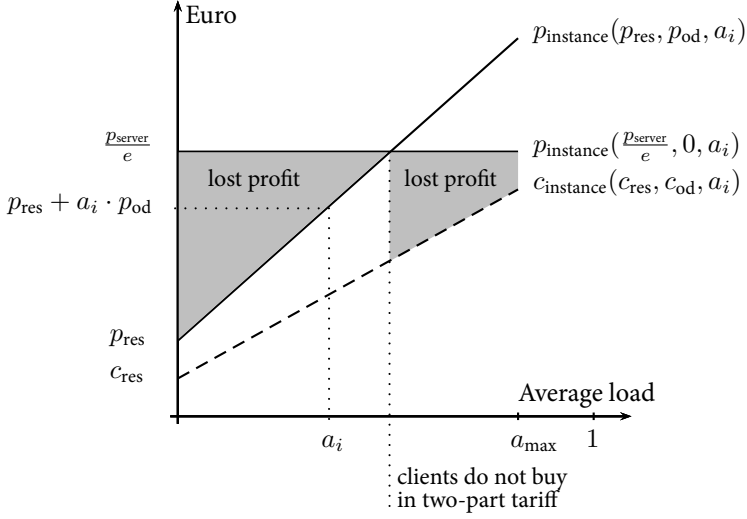 Euro
p_instance(p_res, p_od, a_i)
p_server/e
p_instance(p_server/e, 0, a_i)
lost profit
lost profit
c_instance(c_res, c_od, a_i)
p_res + a_i · p_od
p_res
c_res
Average load
a_i
a_max
1
clients do not buy
in two-part tariff